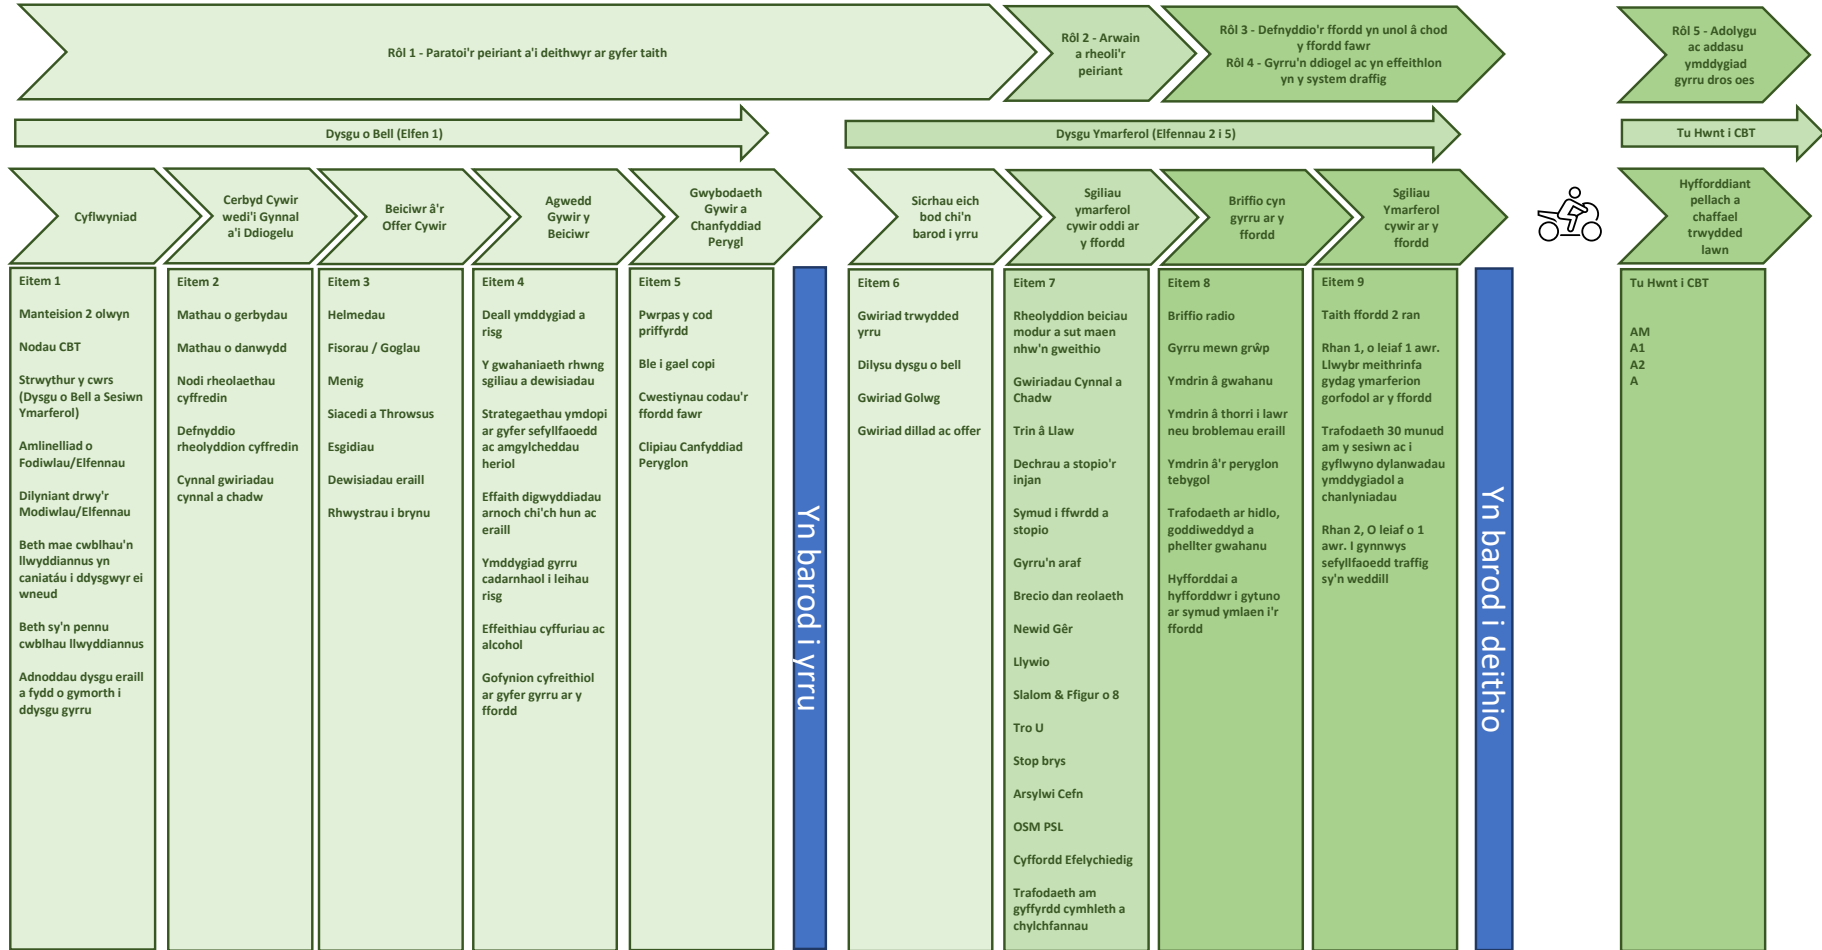 Rôl 1 - Paratoi'r peiriant a'i deithwyr ar gyfer taith
Rôl 2 - Arwain
a rheoli'r
peiriant
Rôl 3 - Defnyddio'r ffordd yn unol â chod
y ffordd fawr
Rôl 4 - Gyrru'n ddiogel ac yn effeithlon
yn y system draffig
Rôl 5 - Adolygu
ac addasu
ymddygiad
gyrru dros oes
Dysgu o Bell (Elfen 1)
Dysgu Ymarferol (Elfennau 2 i 5)
Tu Hwnt i CBT
Cyflwyniad
Cerbyd Cywir
wedi'i Gynnal
a'i Ddiogelu
Beiciwr â'r
Offer Cywir
Agwedd
Gywir y
Beiciwr
Gwybodaeth
Gywir a
Chanfyddiad
Perygl
Sicrhau eich
bod chi'n
barod i yrru
Sgiliau
ymarferol
cywir oddi ar
y ffordd
Briffio cyn
gyrru ar y
ffordd
Sgiliau
Ymarferol
cywir ar y
ffordd
Hyfforddiant
pellach a
chaffael
trwydded
lawn
Eitem 1
Manteision 2 olwyn
Nodau CBT
Strwythur y cwrs
(Dysgu o Bell a Sesiwn
Ymarferol)
Amlinelliad o
Fodiwlau/Elfennau
Dilyniant drwy'r
Modiwlau/Elfennau
Beth mae cwblhau'n
llwyddiannus yn
caniatáu i ddysgwyr ei
wneud
Beth sy'n pennu
cwblhau llwyddiannus
Adnoddau dysgu eraill
a fydd o gymorth i
ddysgu gyrru
Eitem 2
Mathau o gerbydau
Mathau o danwydd
Nodi rheolaethau
cyffredin
Defnyddio
rheolyddion cyffredin
Cynnal gwiriadau
cynnal a chadw
Eitem 3
Helmedau
Fisorau / Goglau
Menig
Siacedi a Throwsus
Esgidiau
Dewisiadau eraill
Rhwystrau i brynu
Eitem 4
Deall ymddygiad a
risg
Y gwahaniaeth rhwng
sgiliau a dewisiadau
Strategaethau ymdopi
ar gyfer sefyllfaoedd
ac amgylcheddau
heriol
Effaith digwyddiadau
arnoch chi'ch hun ac
eraill
Ymddygiad gyrru
cadarnhaol i leihau
risg
Effeithiau cyffuriau ac
alcohol
Gofynion cyfreithiol
ar gyfer gyrru ar y
ffordd
Eitem 5
Pwrpas y cod
priffyrdd
Ble i gael copi
Cwestiynau codau'r
ffordd fawr
Clipiau Canfyddiad
Peryglon
Yn barod i yrru
Eitem 6
Gwiriad trwydded
yrru
Dilysu dysgu o bell
Gwiriad Golwg
Gwiriad dillad ac offer
Eitem 7
Rheolyddion beiciau
modur a sut maen
nhw'n gweithio
Gwiriadau Cynnal a
Chadw
Trin â Llaw
Dechrau a stopio'r
injan
Symud i ffwrdd a
stopio
Gyrru'n araf
Brecio dan reolaeth
Newid Gêr
Llywio
Slalom & Ffigur o 8
Tro U
Stop brys
Arsylwi Cefn
OSM PSL
Cyffordd Efelychiedig
Trafodaeth am
gyffyrdd cymhleth a
chylchfannau
Eitem 8
Briffio radio
Gyrru mewn grŵp
Ymdrin â gwahanu
Ymdrin â thorri i lawr
neu broblemau eraill
Ymdrin â'r peryglon
tebygol
Trafodaeth ar hidlo,
goddiweddyd a
phellter gwahanu
Hyfforddai a
hyfforddwr i gytuno
ar symud ymlaen i'r
ffordd
Eitem 9
Taith ffordd 2 ran
Rhan 1, o leiaf 1 awr.
Llwybr meithrinfa
gydag ymarferion
gorfodol ar y ffordd
Trafodaeth 30 munud
am y sesiwn ac i
gyflwyno dylanwadau
ymddygiadol a
chanlyniadau
Rhan 2, O leiaf o 1
awr. I gynnwys
sefyllfaoedd traffig
sy'n weddill
Yn barod i deithio
Tu Hwnt i CBT
AM
A1
A2
A